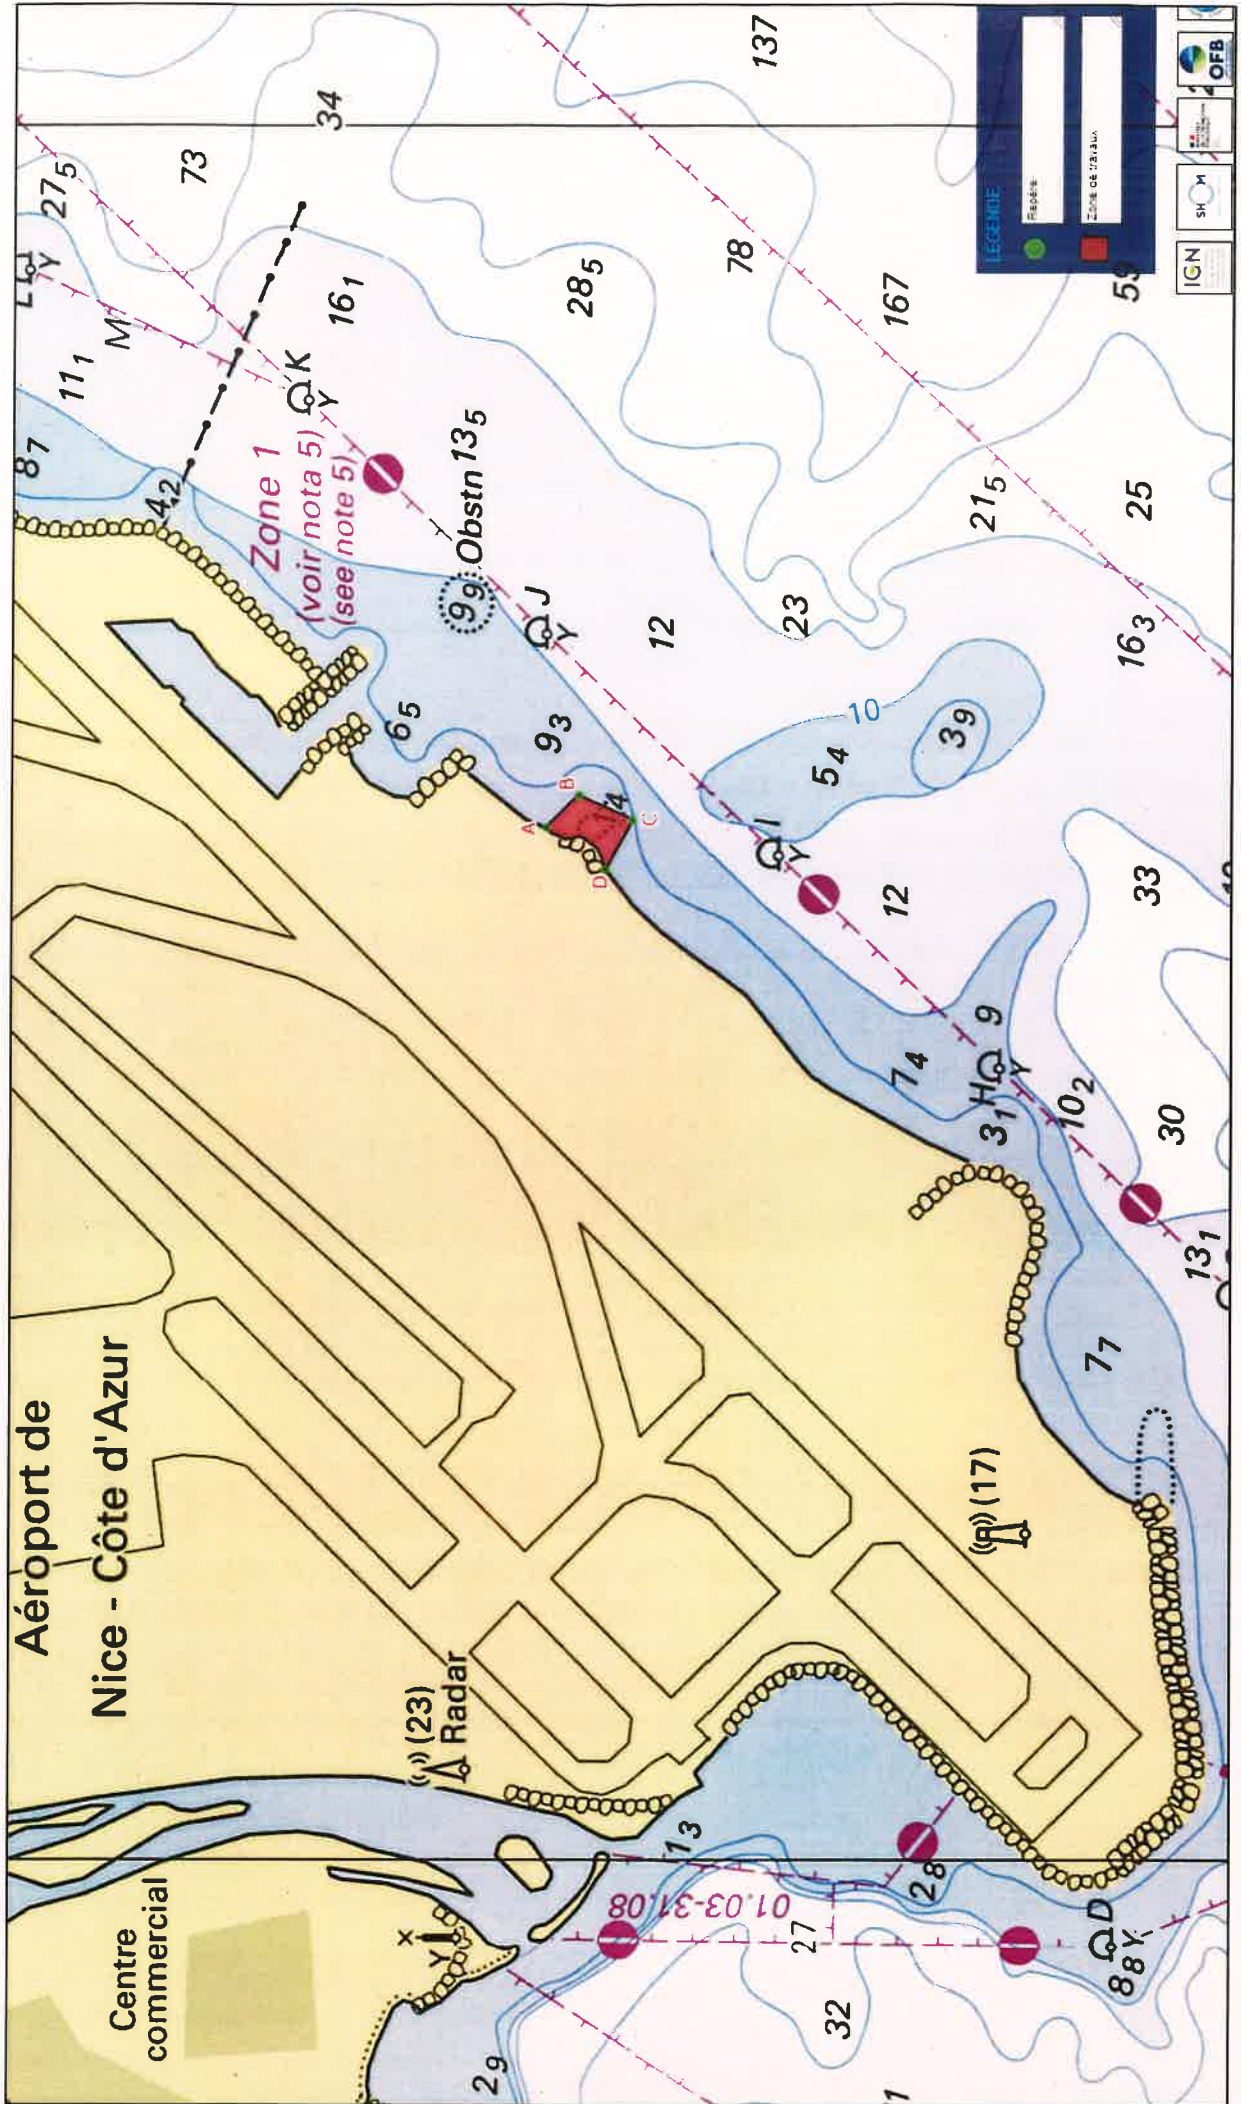 Aéroport de
Nice - Côte d'Azur
Centre
commercial
(23)
Radar
(R) (17)
Zone 1
(voir nota 5)
(see note 5)
Obstn
LÉGENDE
Repère
Zone de travaux
IGN
SHOM
OFB
01.03-31.08
A
B
C
D
L
Y
M
K
Y
J
Y
I
Y
H
Y
D
Y
X
Y
8₇
11₁
27₅
73
34
137
4₂
16₁
28₅
78
167
59
13₅
9₉
6₅
9₃
12
23
21₅
25
16₃
10
5₄
3₉
1₄
12
33
9
7₄
3₁
10₂
30
13₁
7₇
1₃
2₈
27
8₈
32
2₉